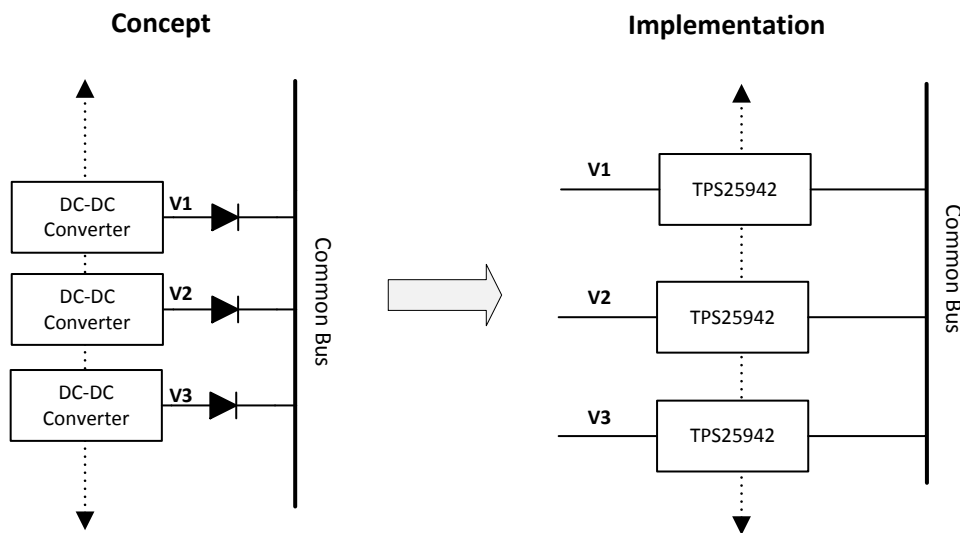 Concept
DC-DC
Converter
V1
DC-DC
Converter
V2
DC-DC
Converter
V3
Common Bus
Implementation
V1
TPS25942
V2
TPS25942
V3
TPS25942
Common Bus